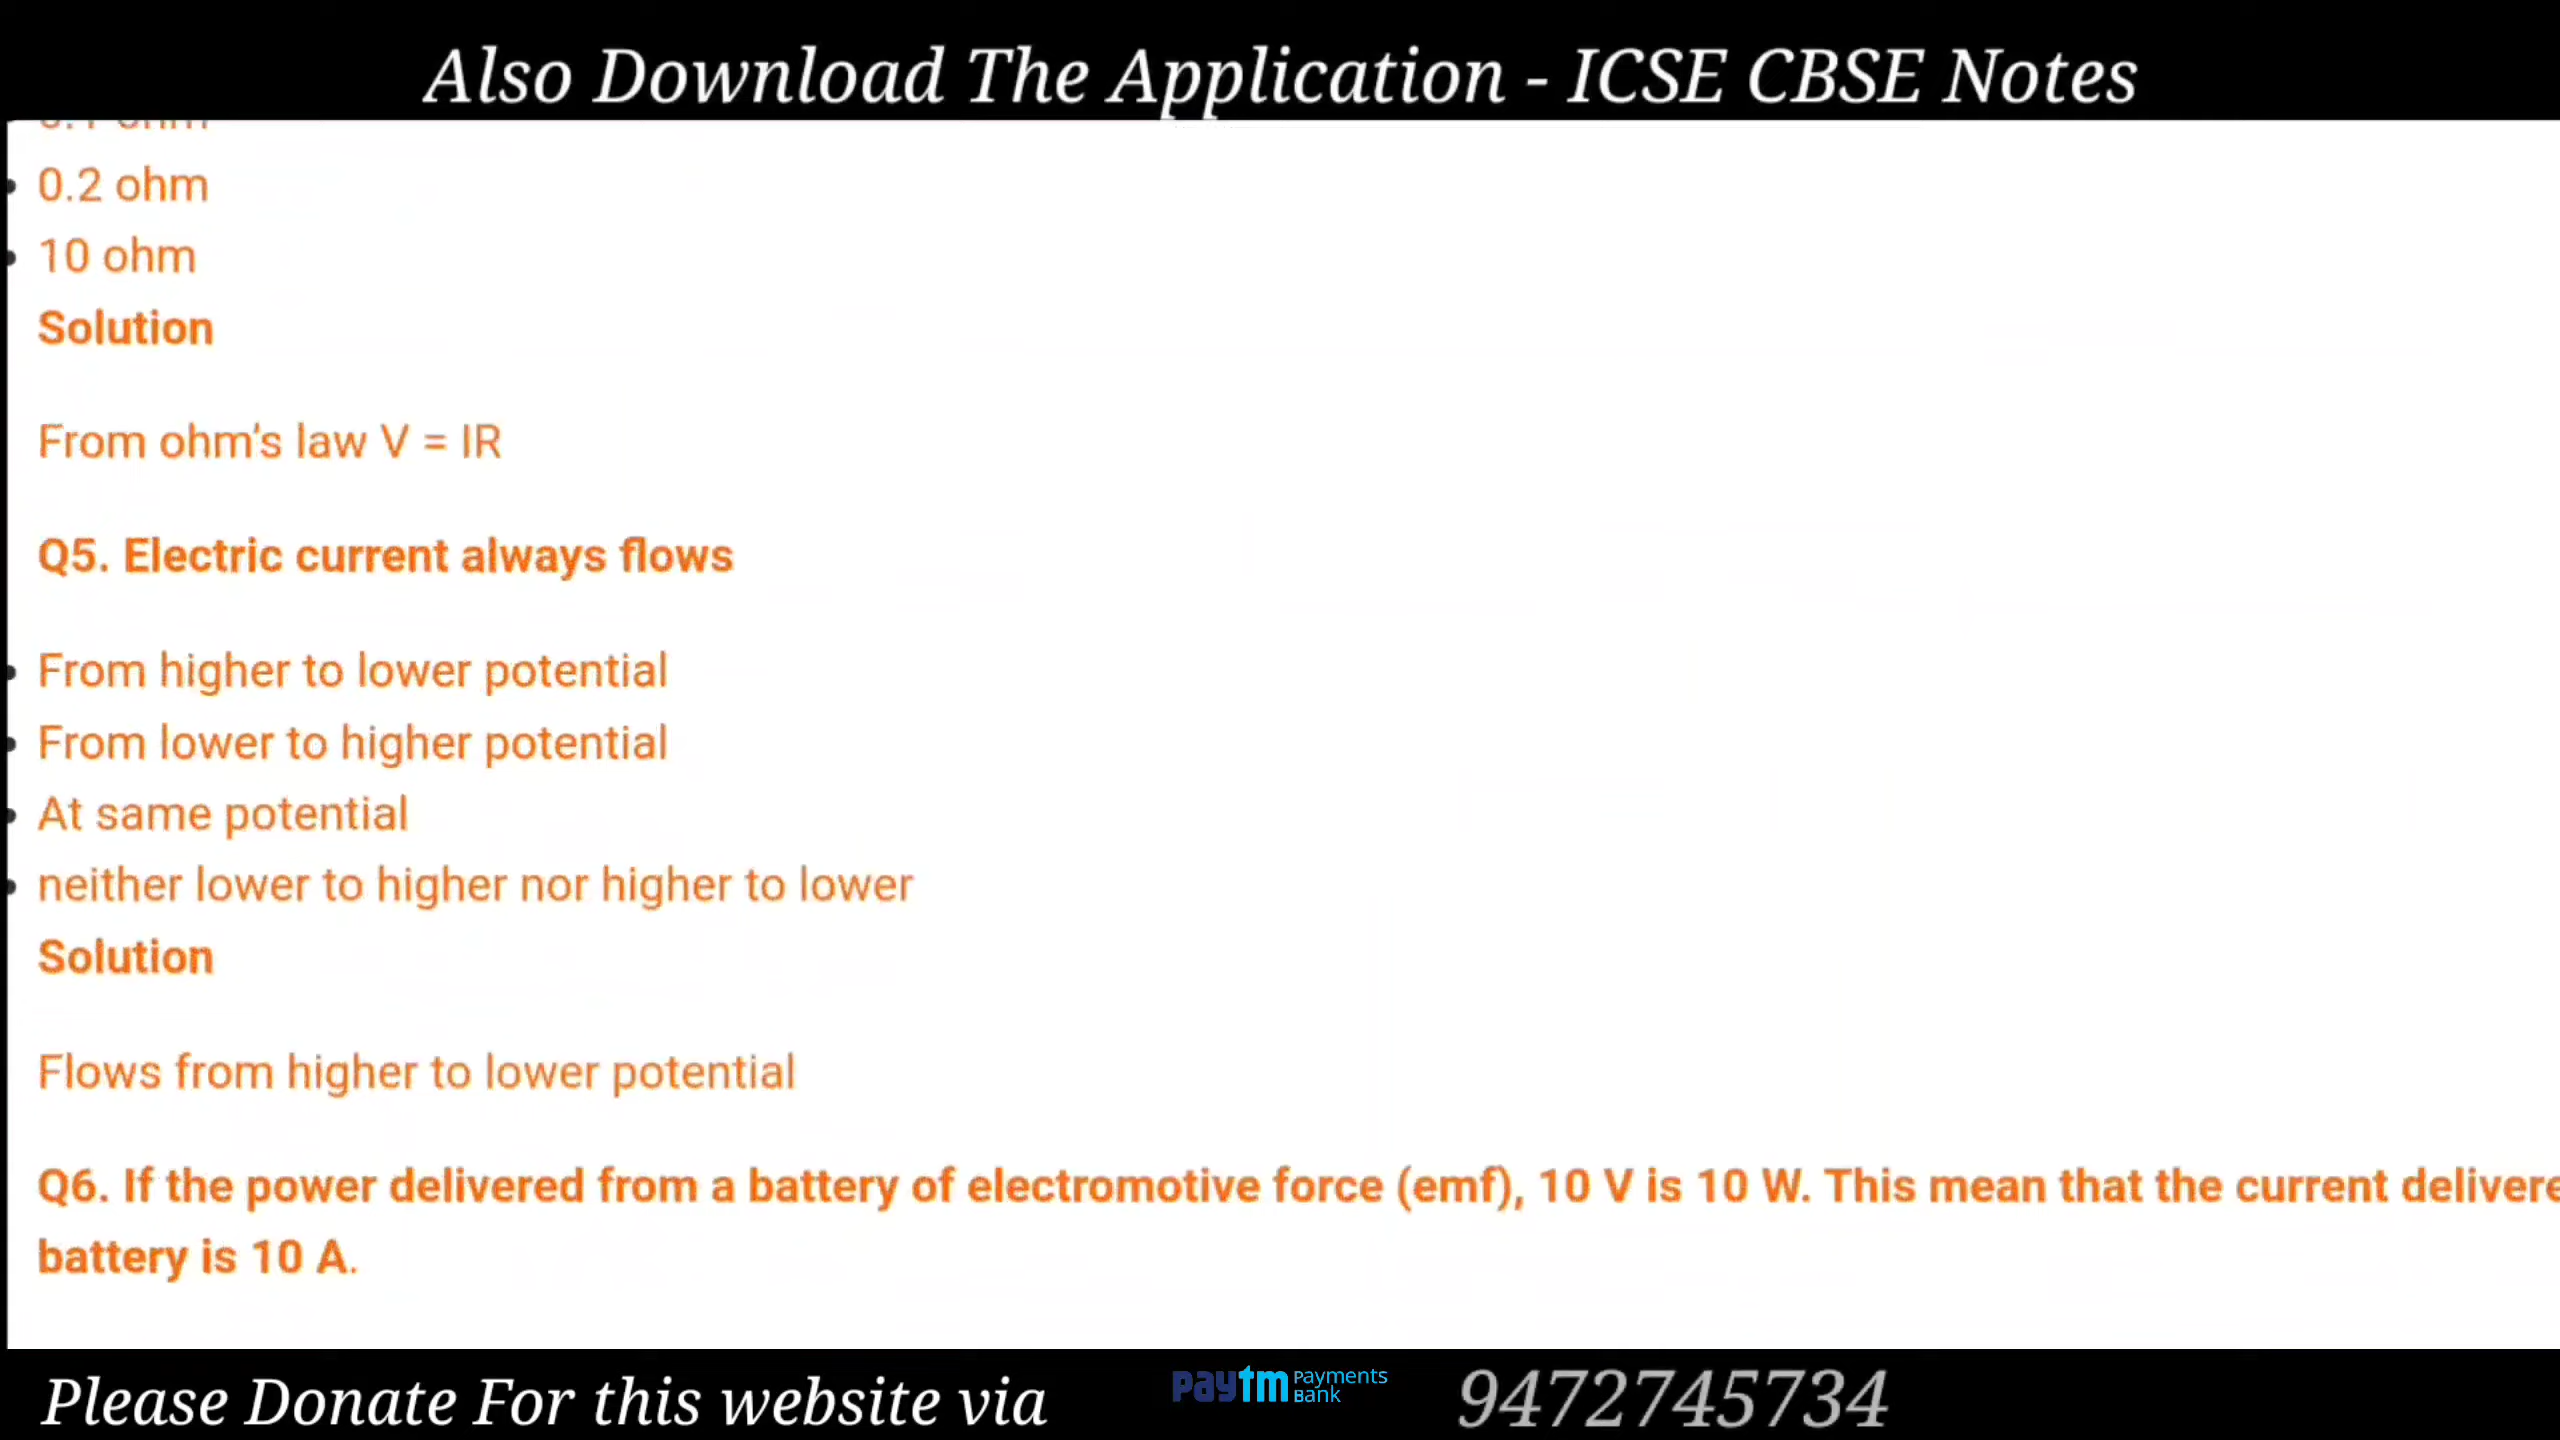 Also Download The Application - ICSE CBSE Notes
0.2 ohm
10 ohm
Solution
From ohm's law V = IR
Q5. Electric current always flows
From higher to lower potential
From lower to higher potential
At same potential
neither lower to higher nor higher to lower
Solution
Flows from higher to lower potential
Q6. If the power delivered from a battery of electromotive force (emf), 10 V is 10 W. This mean that the current delivere
battery is 10 A.
Please Donate For this website via paytm Payments Bank 9472745734